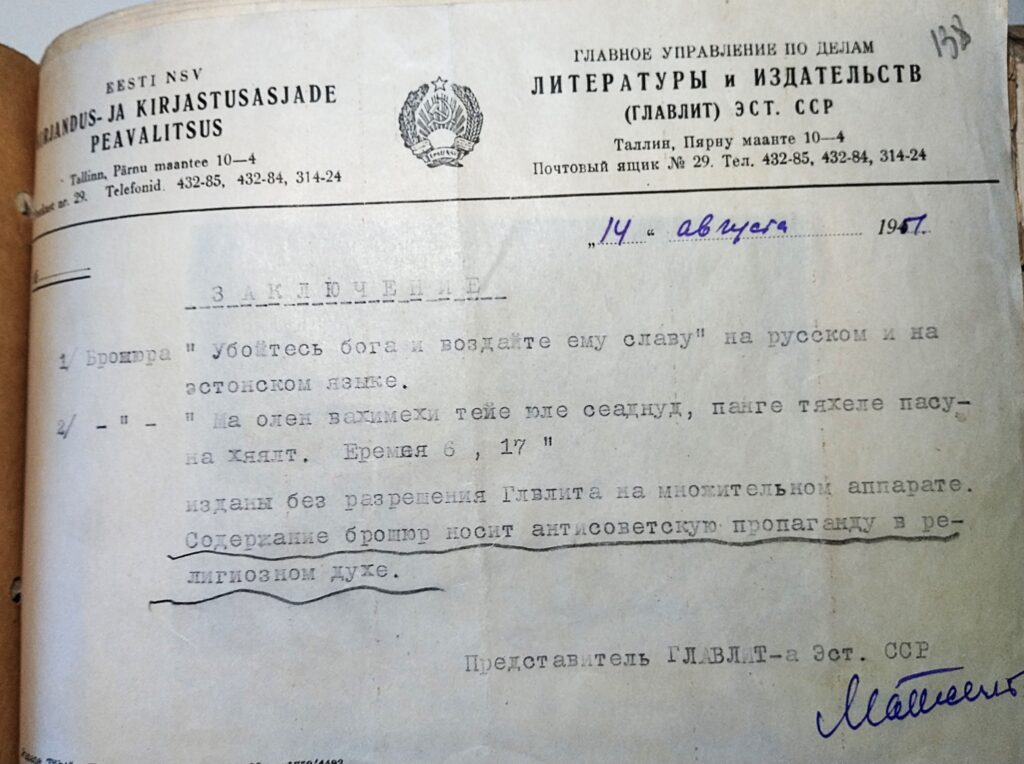 138
EESTI NSV
KIRJANDUS- JA KIRJASTUSASJADE
PEAVALITSUS
Tallinn, Pärnu maantee 10—4
nr. 29. Telefonid. 432-85, 432-84, 314-24
ГЛАВНОЕ УПРАВЛЕНИЕ ПО ДЕЛАМ
ЛИТЕРАТУРЫ и ИЗДАТЕЛЬСТВ
(ГЛАВЛИТ) ЭСТ. ССР
Таллин, Пярну маанте 10—4
Почтовый ящик № 29. Тел. 432-85, 432-84, 314-24
„14“ августа 1951.
ЗАКЛЮЧЕНИЕ
1/ Брошюра " Убойтесь бога и воздайте ему славу" на русском и на
эстонском языке.
2/ - " - " Ма олен вахимехи тейе юле сеаднуд, панге тяхеле пасу-
на хяялт. Еремея 6 , 17 "
изданы без разрешения Глвлита на множительном аппарате.
Содержание брошюр носит антисоветскую пропаганду в ре-
лигиозном духе.
Представитель ГЛАВЛИТ-а Эст. ССР